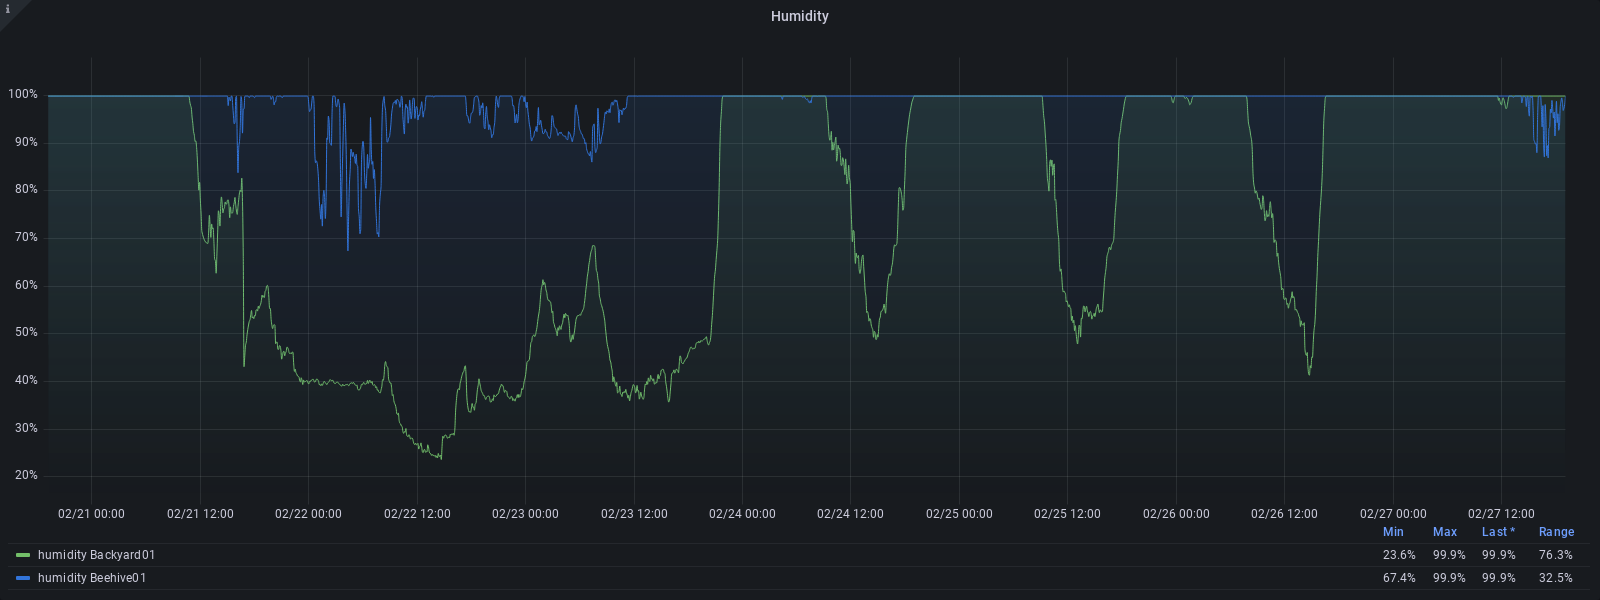 i
Humidity
100%
90%
80%
70%
60%
50%
40%
30%
20%
02/21 00:00 02/21 12:00 02/22 00:00 02/22 12:00 02/23 00:00 02/23 12:00 02/24 00:00 02/24 12:00 02/25 00:00 02/25 12:00 02/26 00:00 02/26 12:00 02/27 00:00 02/27 12:00
Min Max Last * Range
humidity Backyard01 23.6% 99.9% 99.9% 76.3%
humidity Beehive01 67.4% 99.9% 99.9% 32.5%